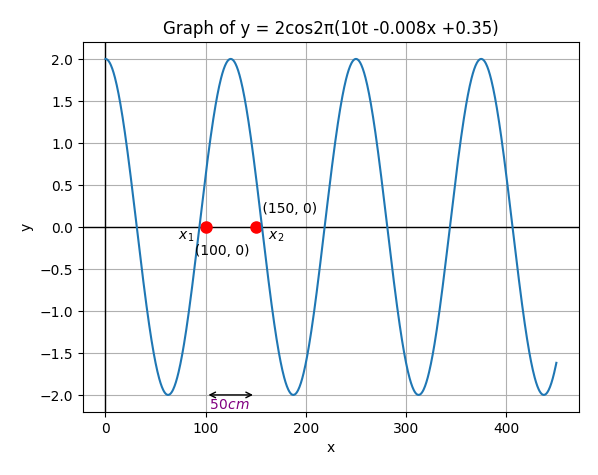 Graph of y = 2cos2π(10t -0.008x +0.35)
2.0
1.5
1.0
0.5
0.0
−0.5
−1.0
−1.5
−2.0
y
(150, 0)
x₁ x₂
(100, 0)
50cm
0 100 200 300 400
x